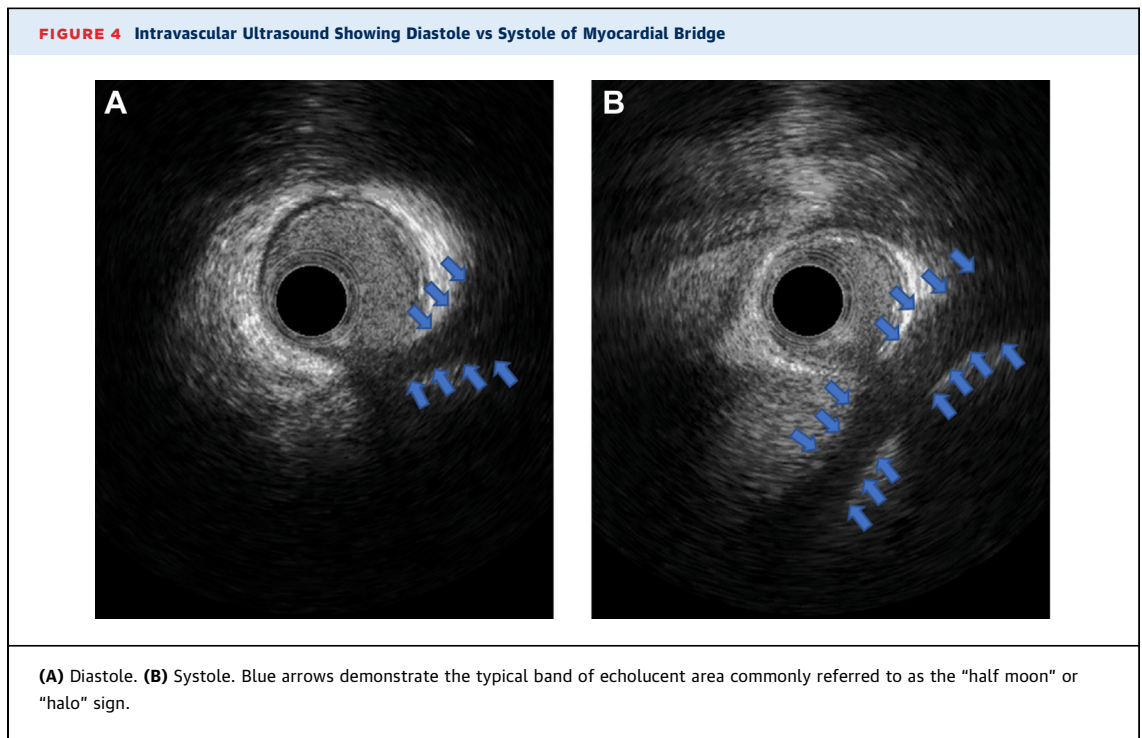 FIGURE 4 Intravascular Ultrasound Showing Diastole vs Systole of Myocardial Bridge
A
B
(A) Diastole. (B) Systole. Blue arrows demonstrate the typical band of echolucent area commonly referred to as the “half moon” or
“halo” sign.